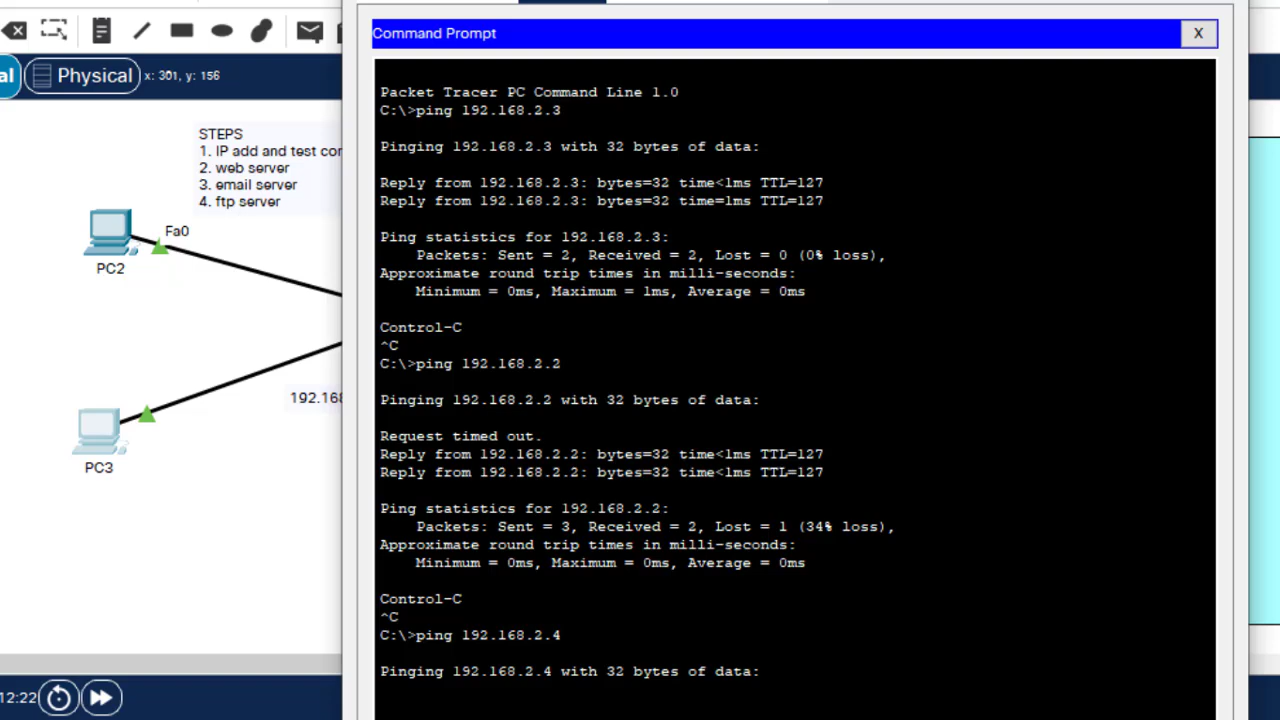 Command Prompt
X
al
Physical
x: 301, y: 156
STEPS
1. IP add and test con
2. web server
3. email server
4. ftp server
Fa0
PC2
192.168
PC3
12:22
Packet Tracer PC Command Line 1.0
C:\>ping 192.168.2.3
Pinging 192.168.2.3 with 32 bytes of data:
Reply from 192.168.2.3: bytes=32 time<1ms TTL=127
Reply from 192.168.2.3: bytes=32 time=1ms TTL=127
Ping statistics for 192.168.2.3:
Packets: Sent = 2, Received = 2, Lost = 0 (0% loss),
Approximate round trip times in milli-seconds:
Minimum = 0ms, Maximum = 1ms, Average = 0ms
Control-C
^C
C:\>ping 192.168.2.2
Pinging 192.168.2.2 with 32 bytes of data:
Request timed out.
Reply from 192.168.2.2: bytes=32 time<1ms TTL=127
Reply from 192.168.2.2: bytes=32 time<1ms TTL=127
Ping statistics for 192.168.2.2:
Packets: Sent = 3, Received = 2, Lost = 1 (34% loss),
Approximate round trip times in milli-seconds:
Minimum = 0ms, Maximum = 0ms, Average = 0ms
Control-C
^C
C:\>ping 192.168.2.4
Pinging 192.168.2.4 with 32 bytes of data: